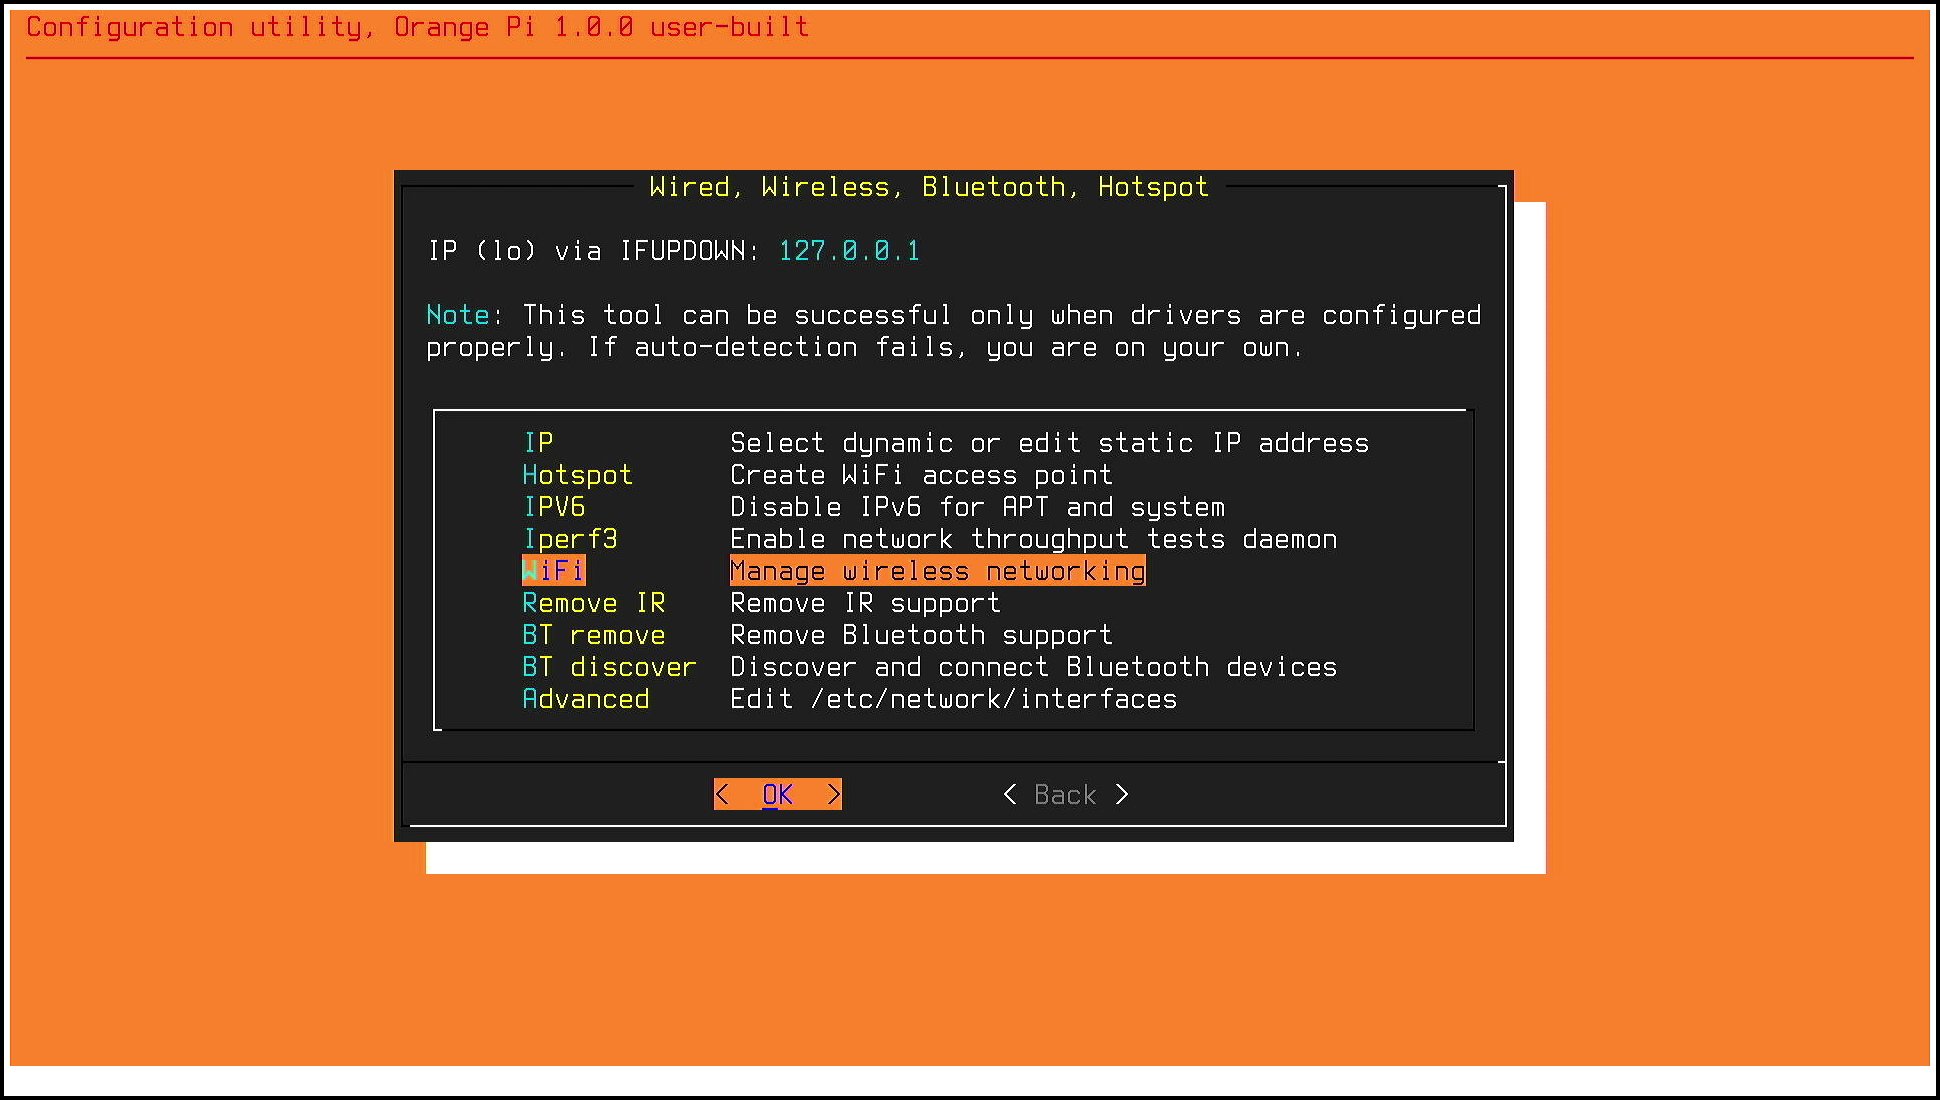 Configuration utility, Orange Pi 1.0.0 user-built
Wired, Wireless, Bluetooth, Hotspot
IP (lo) via IFUPDOWN: 127.0.0.1
Note: This tool can be successful only when drivers are configured
properly. If auto-detection fails, you are on your own.
IP Select dynamic or edit static IP address
Hotspot Create WiFi access point
IPV6 Disable IPv6 for APT and system
Iperf3 Enable network throughput tests daemon
WiFi Manage wireless networking
Remove IR Remove IR support
BT remove Remove Bluetooth support
BT discover Discover and connect Bluetooth devices
Advanced Edit /etc/network/interfaces
< OK > < Back >